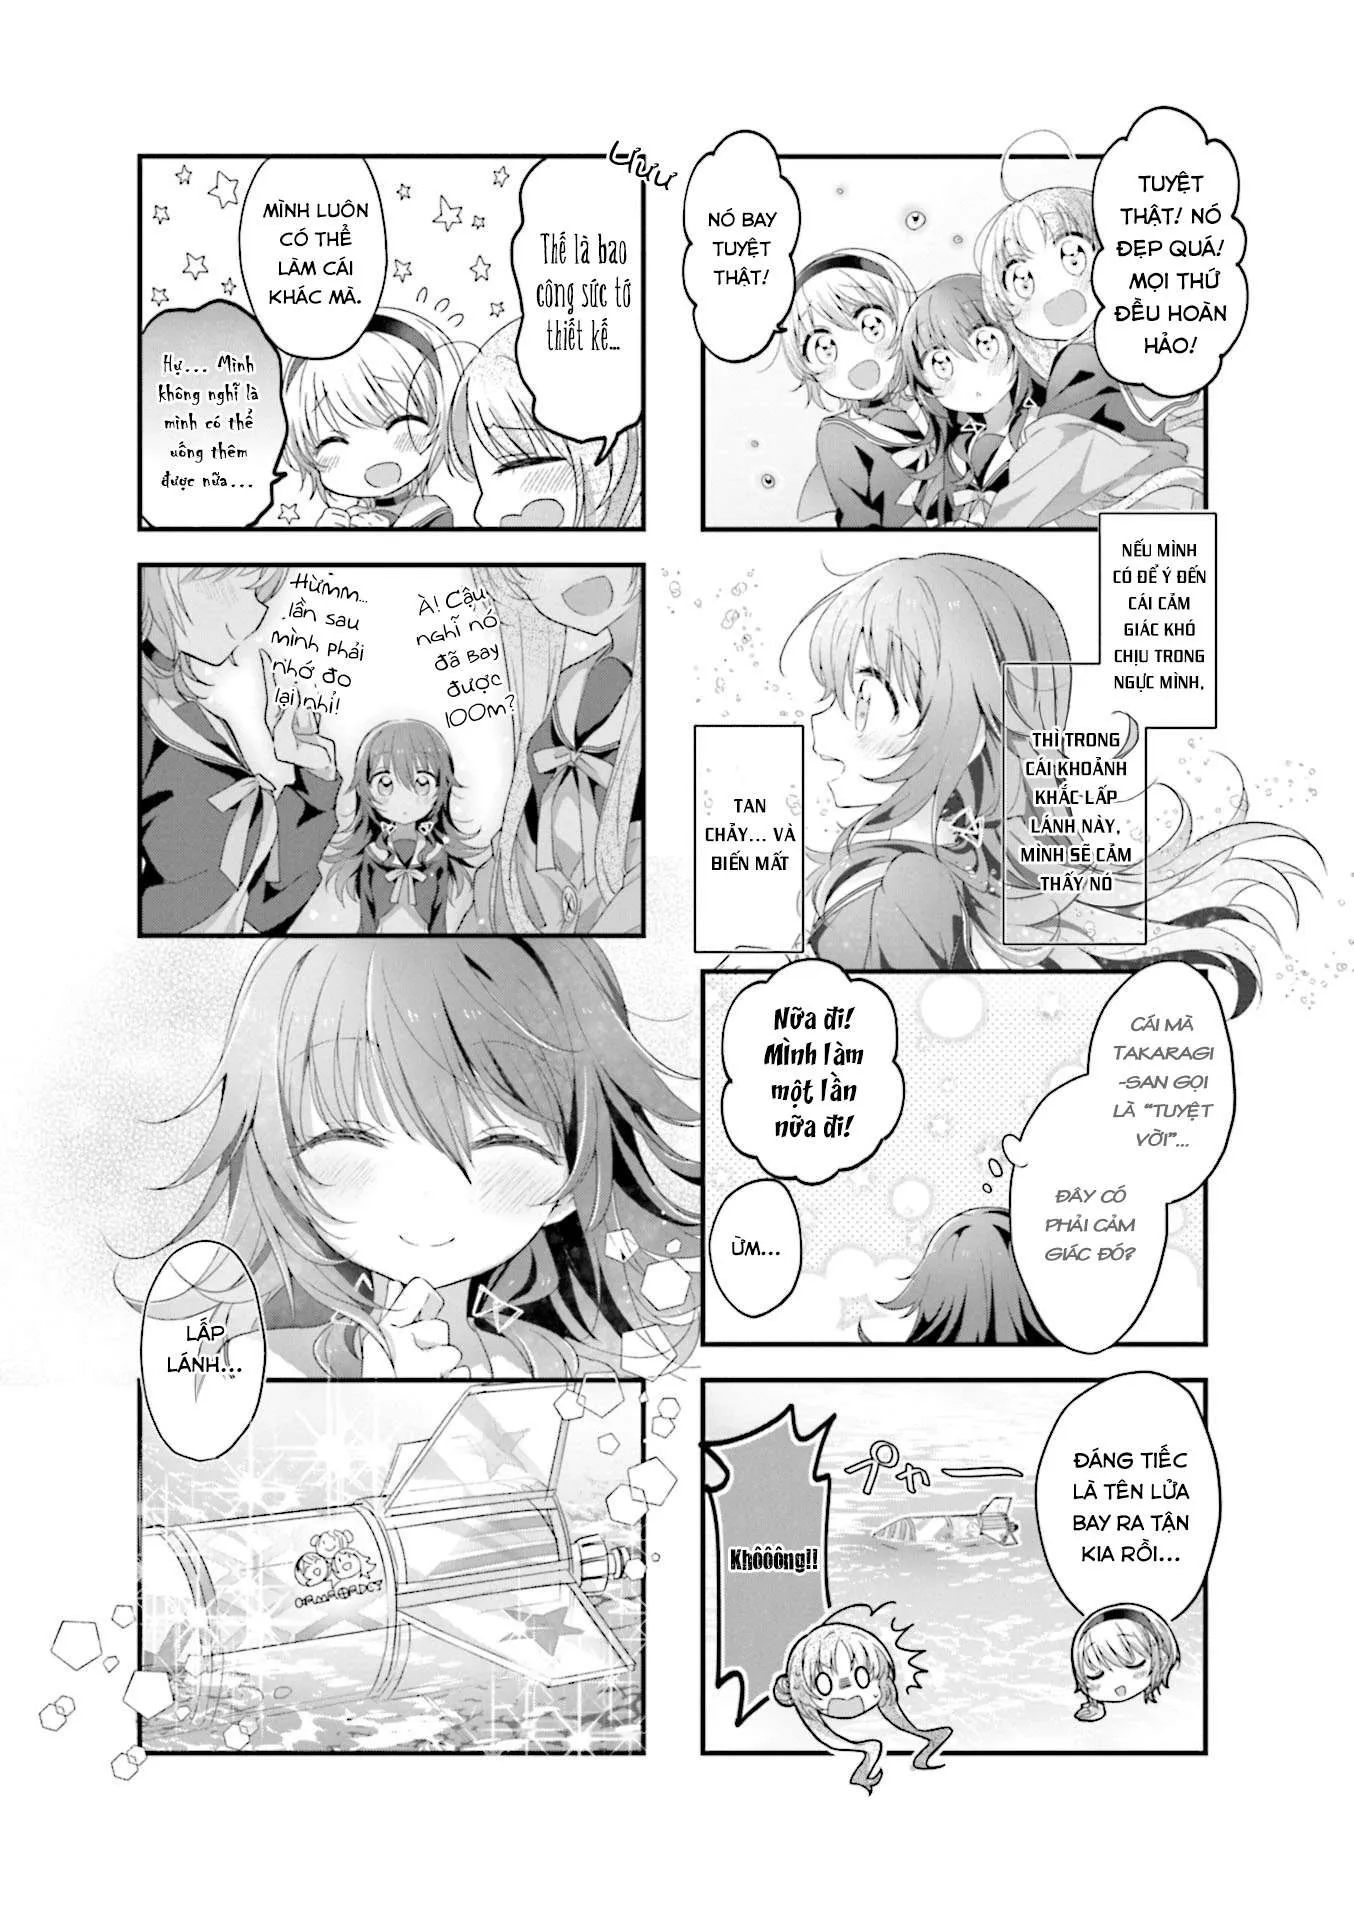 TUYỆT
THẬT! NÓ
ĐẸP QUÁ!
MỌI THỨ
ĐỀU HOÀN
HẢO!
NÓ BAY
TUYỆT
THẬT!
NẾU MÌNH
CÓ ĐỂ Ý ĐẾN
CÁI CẢM
GIÁC KHÓ
CHỊU TRONG
NGỰC MÌNH,
THÌ TRONG
CÁI KHOẢNH
KHẮC LẤP
LÁNH NÀY,
MÌNH SẼ CẢM
THẤY NÓ
TAN
CHẢY... VÀ
BIẾN MẤT
CÁI MÀ
TAKARAGI
-SAN GỌI
LÀ "TUYỆT
VỜI"...
ĐÂY CÓ
PHẢI CẢM
GIÁC ĐÓ?
Nữa đi!
Mình làm
một lần
nữa đi!
ỪM...
ĐÁNG TIẾC
LÀ TÊN LỬA
BAY RA TẬN
KIA RỒI...
プカー
Khôôông!!
Ưưư
Thế là bao
công sức tớ
thiết kế...
MÌNH LUÔN
CÓ THỂ
LÀM CÁI
KHÁC MÀ.
Hự... Mình
không nghĩ là
mình có thể
uống thêm
được nữa...
À! Cậu
nghĩ nó
đã bay
được
100m?
Hừmm...
lần sau
mình phải
nhớ đo
lại nhỉ!
LẤP
LÁNH...